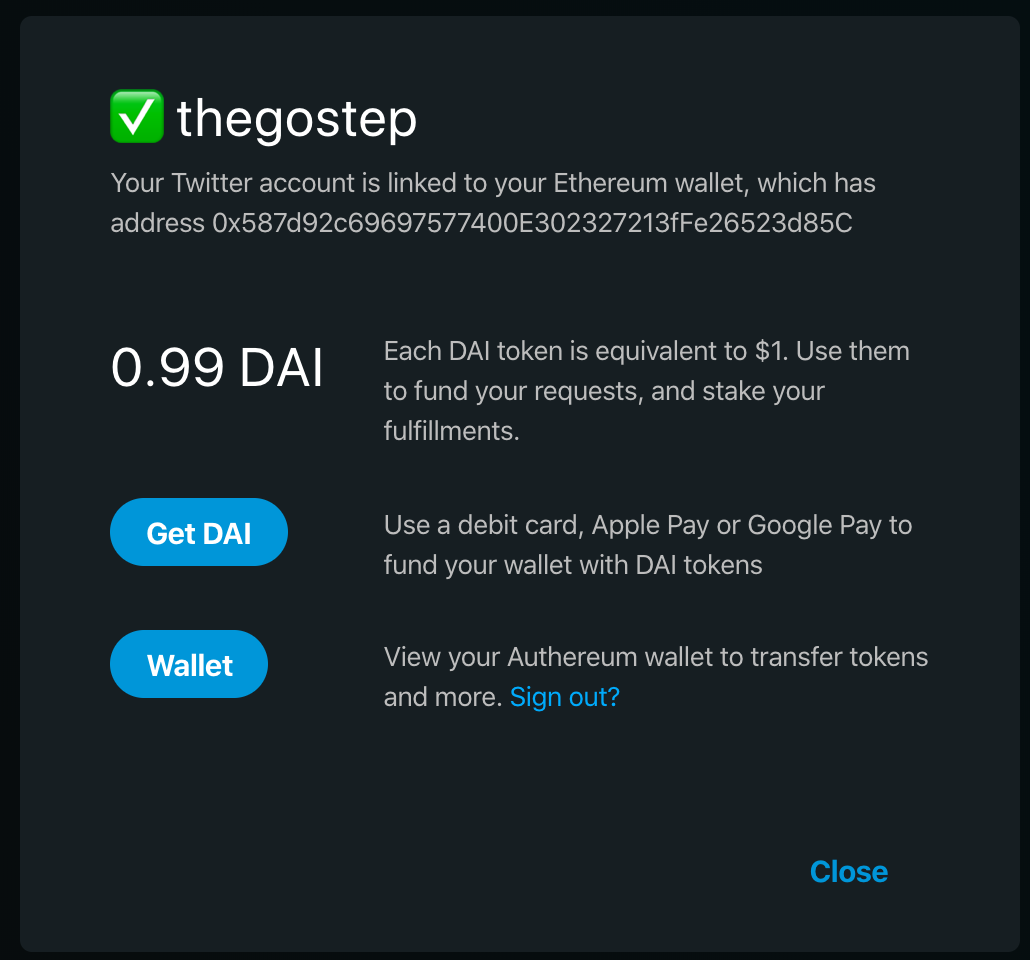 ✅ thegostep
Your Twitter account is linked to your Ethereum wallet, which has
address 0x587d92c69697577400E302327213fFe26523d85C
0.99 DAI
Each DAI token is equivalent to $1. Use them
to fund your requests, and stake your
fulfillments.
Get DAI
Use a debit card, Apple Pay or Google Pay to
fund your wallet with DAI tokens
Wallet
View your Authereum wallet to transfer tokens
and more. Sign out?
Close